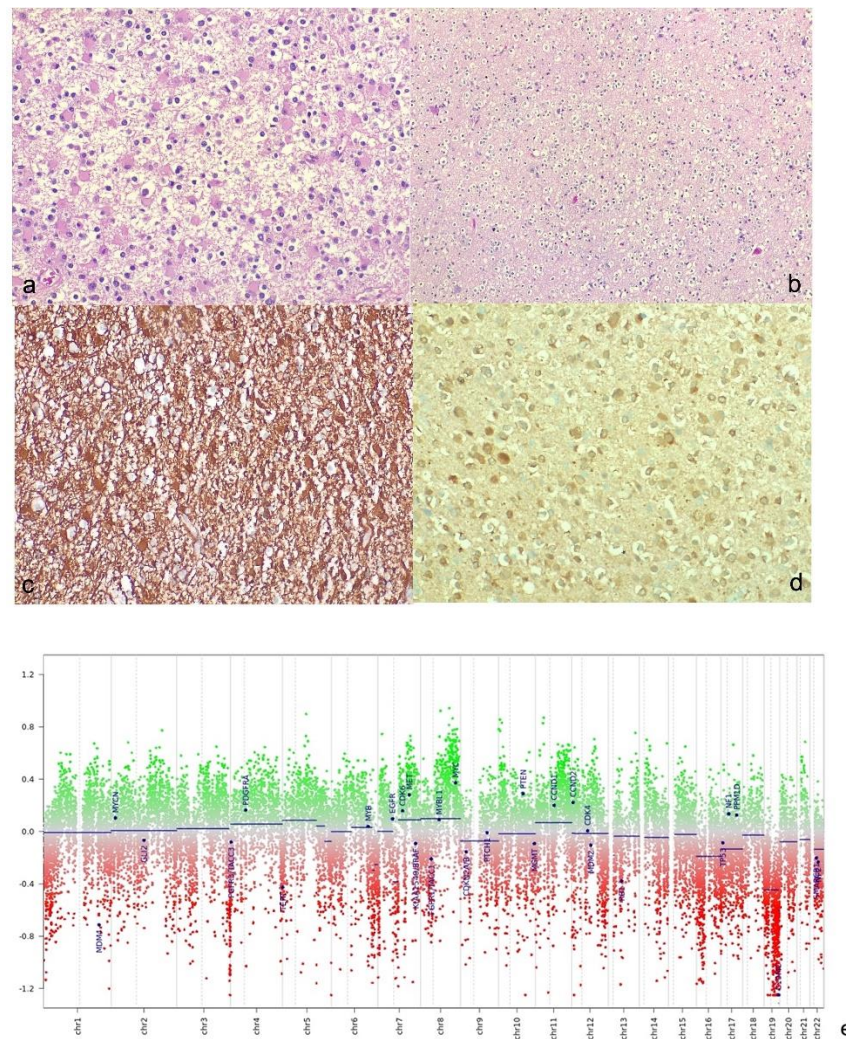 a
b
c
d
1.2
0.8
0.4
0.0
-0.4
-0.8
-1.2
MDM4
MYCN
GLI2
PDGFRA
MYB
EGFR
CDK6
MET
MYBL1
MYC
PTCH1
PTEN
MGMT
CCND1
CCND2
CDK4
MDM2
RB1
TP53
NF1
PPM1D
chr1
chr2
chr3
chr4
chr5
chr6
chr7
chr8
chr9
chr10
chr11
chr12
chr13
chr14
chr15
chr16
chr17
chr18
chr19
chr20
chr21
chr22
e